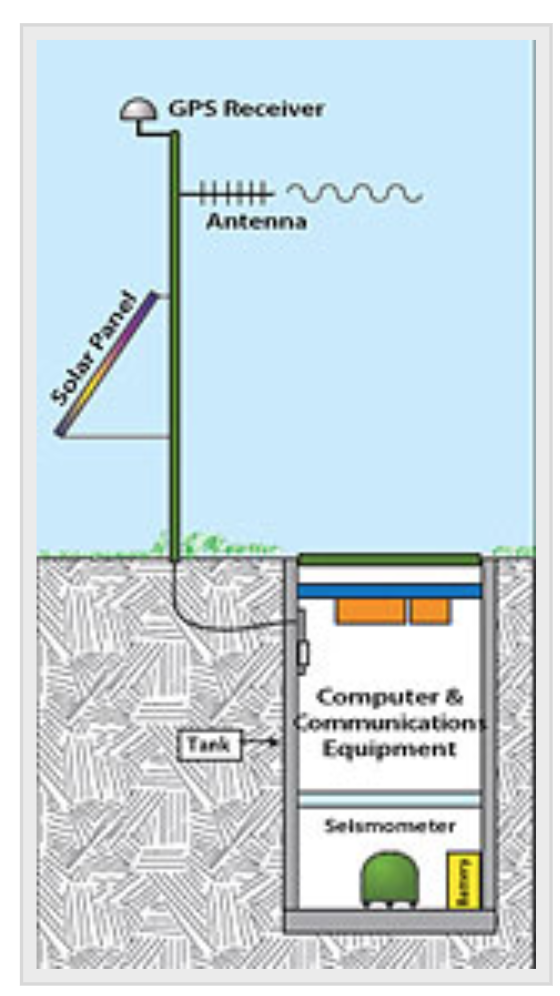 GPS Receiver
Antenna
Solar Panel
Computer &
Communications
Equipment
Tank
Seismometer
Battery